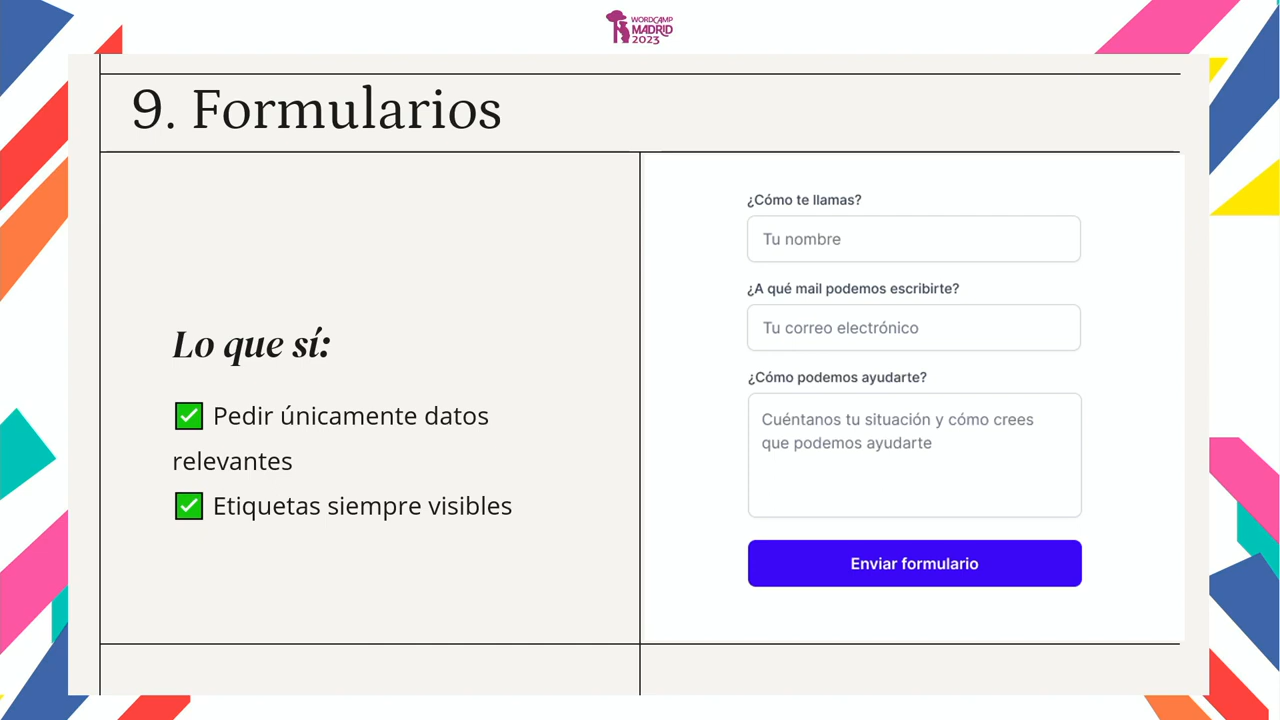 WORDCAMP
MADRID
2023
9. Formularios
Lo que sí:
✅ Pedir únicamente datos
relevantes
✅ Etiquetas siempre visibles
¿Cómo te llamas?
Tu nombre
¿A qué mail podemos escribirte?
Tu correo electrónico
¿Cómo podemos ayudarte?
Cuéntanos tu situación y cómo crees
que podemos ayudarte
Enviar formulario